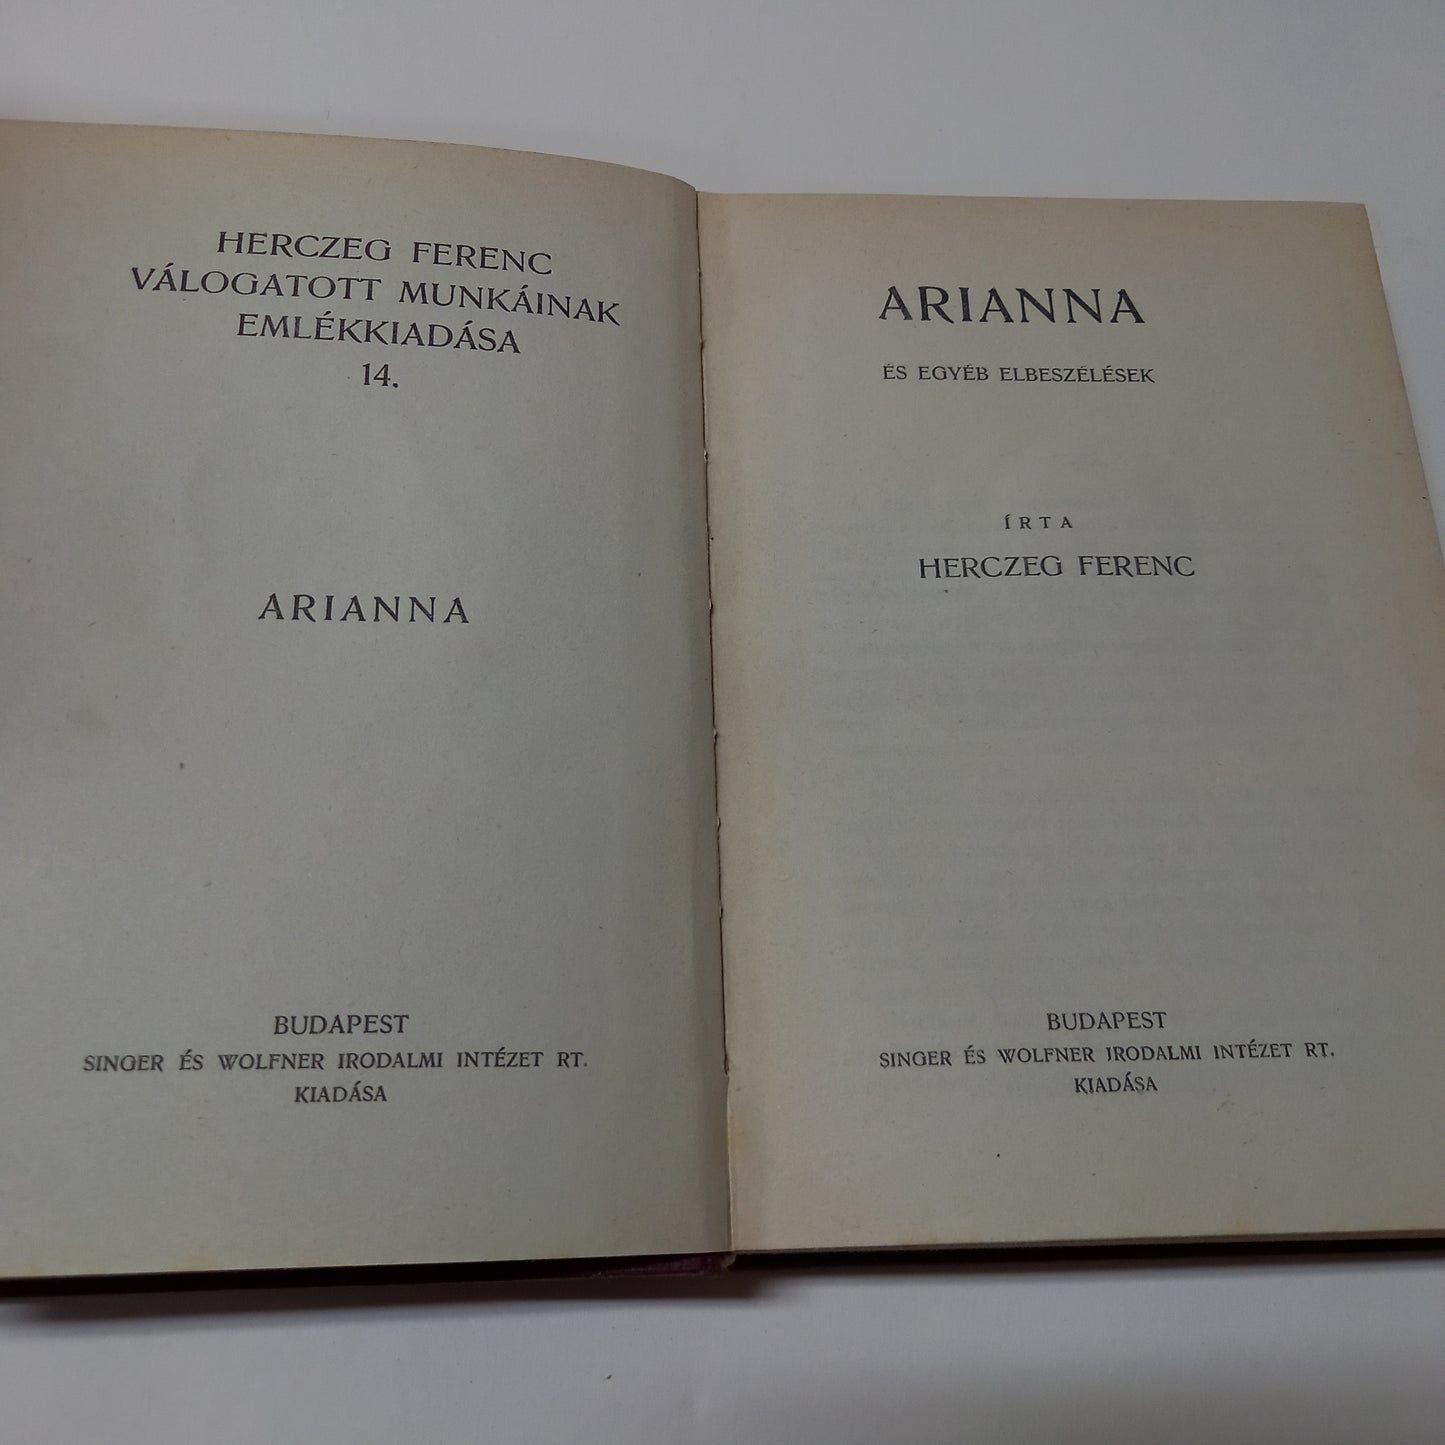 HERCZEG FERENC
VÁLOGATOTT MUNKÁINAK
EMLÉKKIADÁSA
14.
ARIANNA
BUDAPEST
SINGER ÉS WOLFNER IRODALMI INTÉZET RT.
KIADÁSA
ARIANNA
ÉS EGYÉB ELBESZÉLÉSEK
ÍRTA
HERCZEG FERENC
BUDAPEST
SINGER ÉS WOLFNER IRODALMI INTÉZET RT.
KIADÁSA